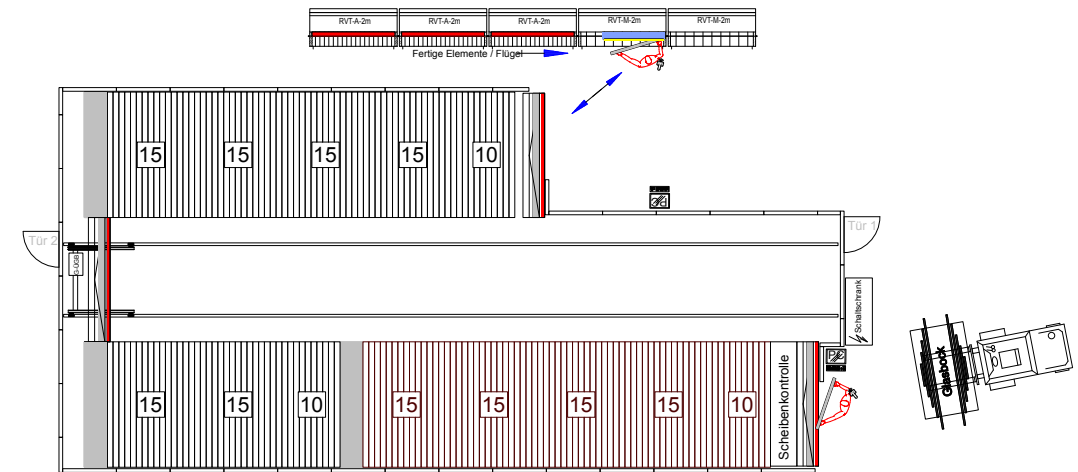 RVT-A-2m RVT-A-2m RVT-A-2m RVT-M-2m RVT-M-2m
Fertige Elemente / Flügel
15 15 15 15 10
Tür 2
Tür 1
G-ÜGB
Schaltschrank
Glasbock
Scheibenkontrolle
15 15 10 15 15 15 15 10